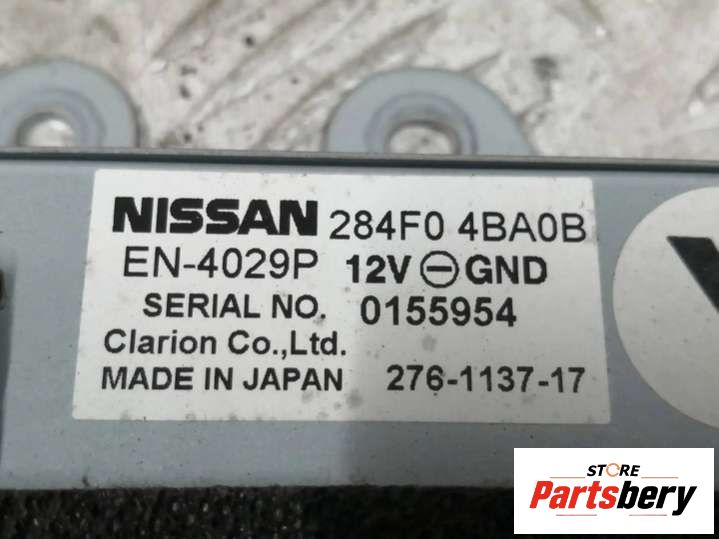 NISSAN 284F0 4BA0B
EN-4029P 12V⊖GND
SERIAL NO. 0155954
Clarion Co.,Ltd.
MADE IN JAPAN 276-1137-17
STORE
Partsbery